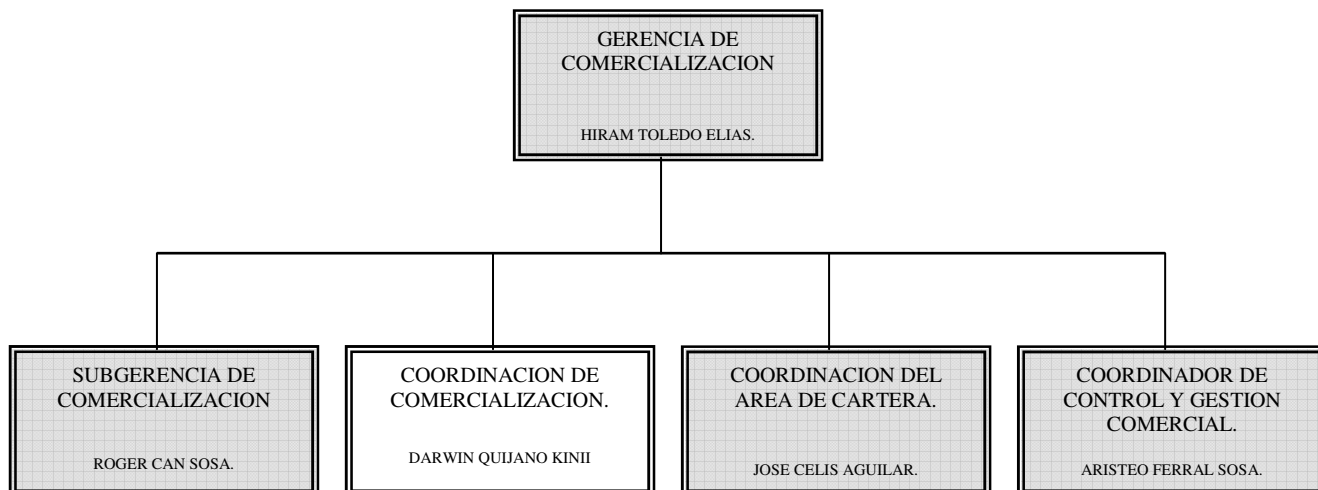 GERENCIA DE
COMERCIALIZACION
HIRAM TOLEDO ELIAS.
SUBGERENCIA DE
COMERCIALIZACION
ROGER CAN SOSA.
COORDINACION DE
COMERCIALIZACION.
DARWIN QUIJANO KINII
COORDINACION DEL
AREA DE CARTERA.
JOSE CELIS AGUILAR.
COORDINADOR DE
CONTROL Y GESTION
COMERCIAL.
ARISTEO FERRAL SOSA.